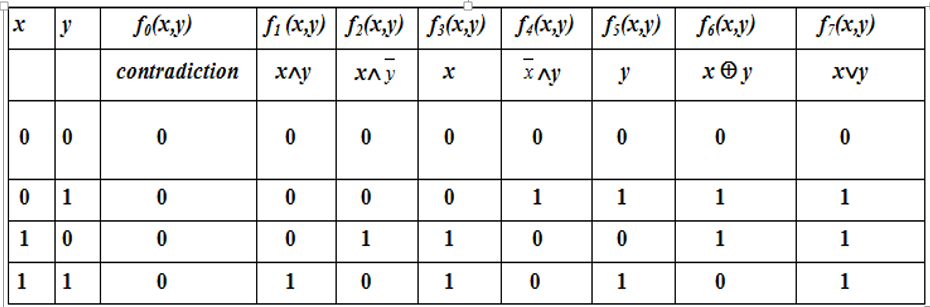 x y f₀(x,y) f₁ (x,y) f₂(x,y) f₃(x,y) f₄(x,y) f₅(x,y) f₆(x,y) f₇(x,y)
contradiction x∧y x∧y̅ x x̅∧y y x ⊕ y x∨y
0 0 0 0 0 0 0 0 0 0
0 1 0 0 0 0 1 1 1 1
1 0 0 0 1 1 0 0 1 1
1 1 0 1 0 1 0 1 0 1